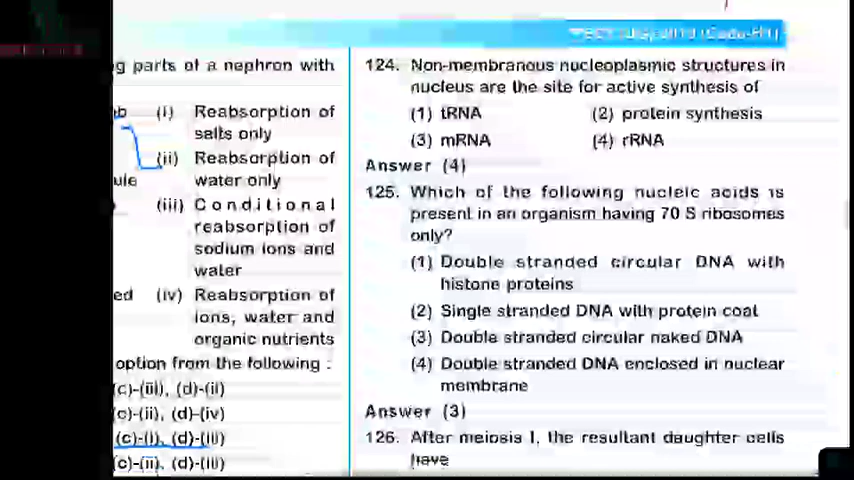 g parts of a nephron with
(i) Reabsorption of
salts only
(ii) Reabsorption of
ule water only
(iii) Conditional
reabsorption of
sodium ions and
water
ed (iv) Reabsorption of
ions, water and
organic nutrients
option from the following :
(c)-(iii), (d)-(ii)
(c)-(ii), (d)-(iv)
(c)-(i), (d)-(iii)
(c)-(ii), (d)-(iii)
124. Non-membranous nucleoplasmic structures in
nucleus are the site for active synthesis of
(1) tRNA (2) protein synthesis
(3) mRNA (4) rRNA
Answer (4)
125. Which of the following nucleic acids is
present in an organism having 70 S ribosomes
only?
(1) Double stranded circular DNA with
histone proteins
(2) Single stranded DNA with protein coat
(3) Double stranded circular naked DNA
(4) Double stranded DNA enclosed in nuclear
membrane
Answer (3)
126. After meiosis I, the resultant daughter cells
have